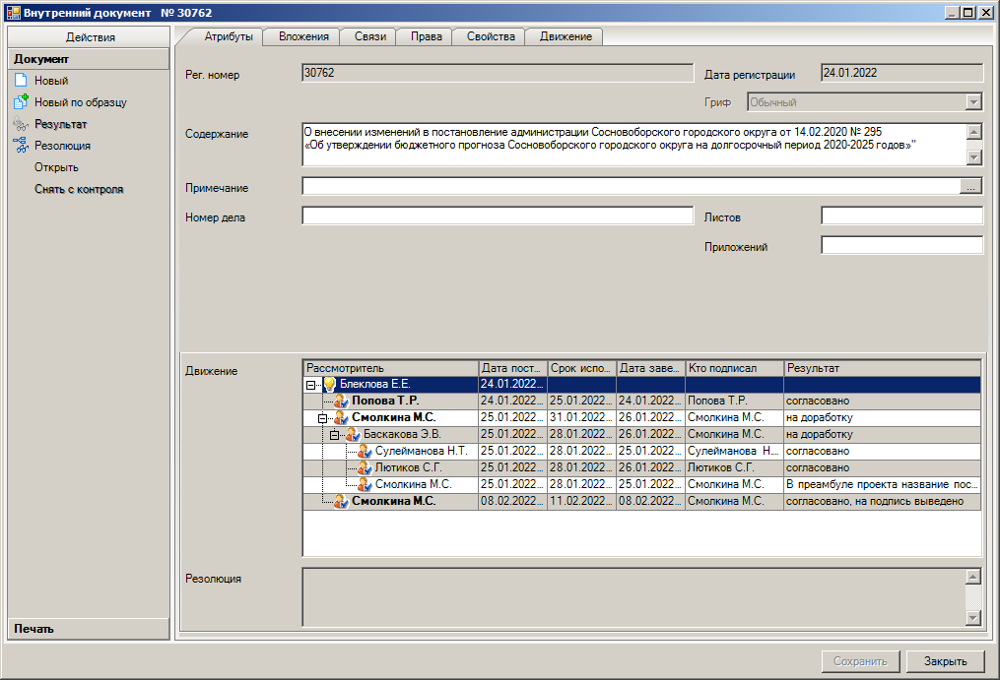 Внутренний документ № 30762
Действия
Документ
Новый
Новый по образцу
Результат
Резолюция
Открыть
Снять с контроля
Печать
Атрибуты Вложения Связи Права Свойства Движение
Рег. номер 30762 Дата регистрации 24.01.2022
Гриф Обычный
Содержание О внесении изменений в постановление администрации Сосновоборского городского округа от 14.02.2020 № 295
«Об утверждении бюджетного прогноза Сосновоборского городского округа на долгосрочный период 2020-2025 годов»"
Примечание ...
Номер дела Листов
Приложений
Движение
Рассмотритель Дата пост... Срок испо... Дата заве... Кто подписал Результат
Блеклова Е.Е. 24.01.2022...
Попова Т.Р. 24.01.2022... 25.01.2022... 24.01.2022... Попова Т.Р. согласовано
Смолкина М.С. 25.01.2022... 31.01.2022... 26.01.2022... Смолкина М.С. на доработку
Баскакова Э.В. 25.01.2022... 28.01.2022... 26.01.2022... Смолкина М.С. на доработку
Сулейманова Н.Т. 25.01.2022... 28.01.2022... 25.01.2022... Сулейманова Н... согласовано
Лютиков С.Г. 25.01.2022... 28.01.2022... 26.01.2022... Лютиков С.Г. согласовано
Смолкина М.С. 25.01.2022... 28.01.2022... 25.01.2022... Смолкина М.С. В преамбуле проекта название пос...
Смолкина М.С. 08.02.2022... 11.02.2022... 08.02.2022... Смолкина М.С. согласовано, на подпись выведено
Резолюция
Сохранить Закрыть